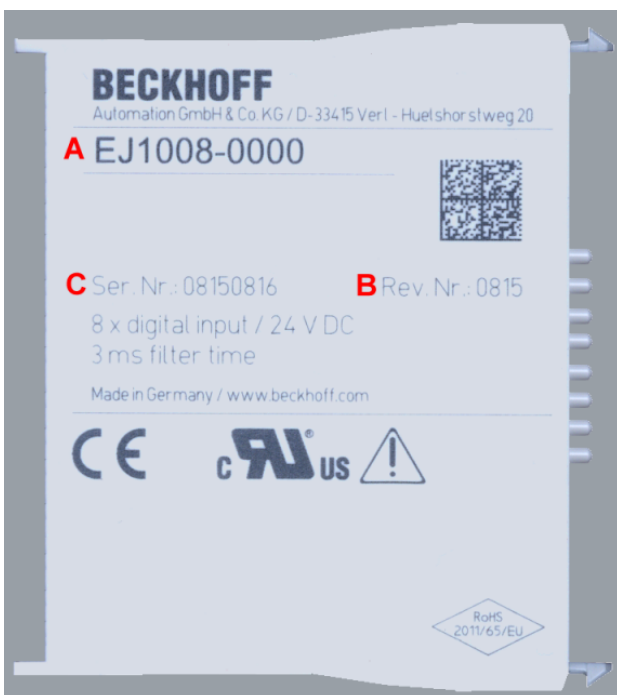 BECKHOFF
Automation GmbH & Co. KG / D-33415 Verl - Huelshorstweg 20
A EJ1008-0000
C Ser. Nr.: 08150816 B Rev. Nr.: 0815
8 x digital input / 24 V DC
3 ms filter time
Made in Germany / www.beckhoff.com
CE c RU® US
RoHS
2011/65/EU